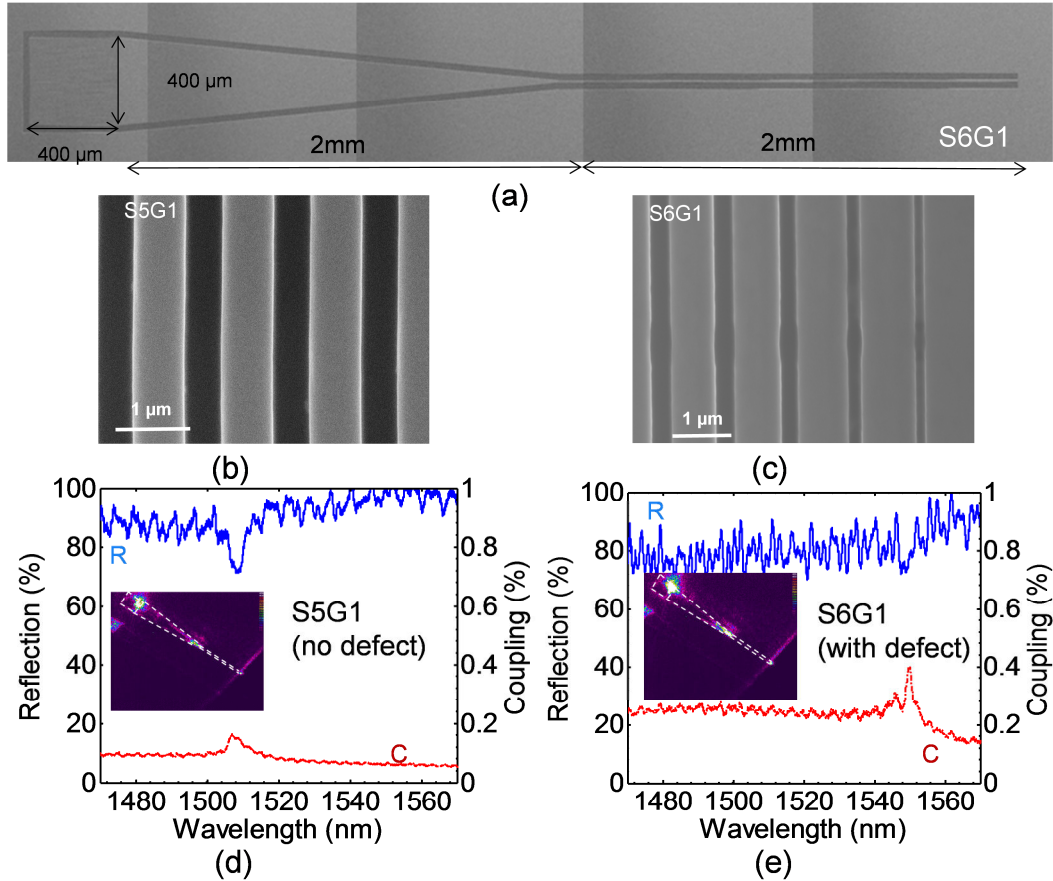 400 µm
400 µm
2mm
2mm
S6G1
(a)
S5G1
1 µm
(b)
S6G1
1 µm
(c)
100
80
60
40
20
0
Reflection (%)
R
S5G1
(no defect)
C
1
0.8
0.6
0.4
0.2
0
Coupling (%)
1480 1500 1520 1540 1560
Wavelength (nm)
(d)
100
80
60
40
20
0
Reflection (%)
R
S6G1
(with defect)
C
1
0.8
0.6
0.4
0.2
0
Coupling (%)
1480 1500 1520 1540 1560
Wavelength (nm)
(e)